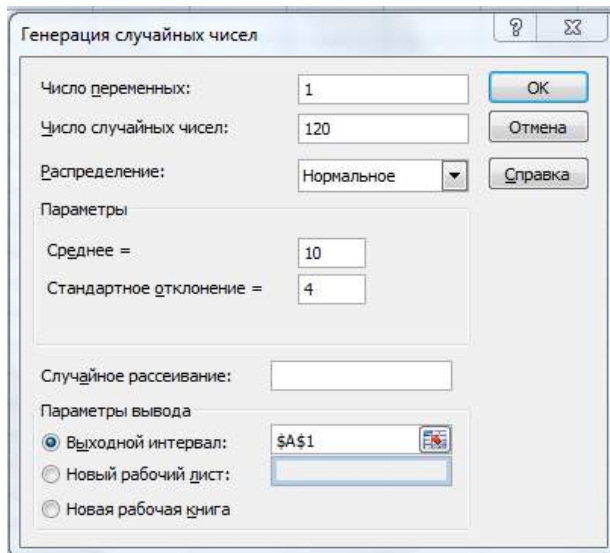 Генерация случайных чисел
Число переменных: 1 ОК
Число случайных чисел: 120 Отмена
Распределение: Нормальное Справка
Параметры
Среднее = 10
Стандартное отклонение = 4
Случайное рассеивание:
Параметры вывода
Выходной интервал: $A$1
Новый рабочий лист:
Новая рабочая книга